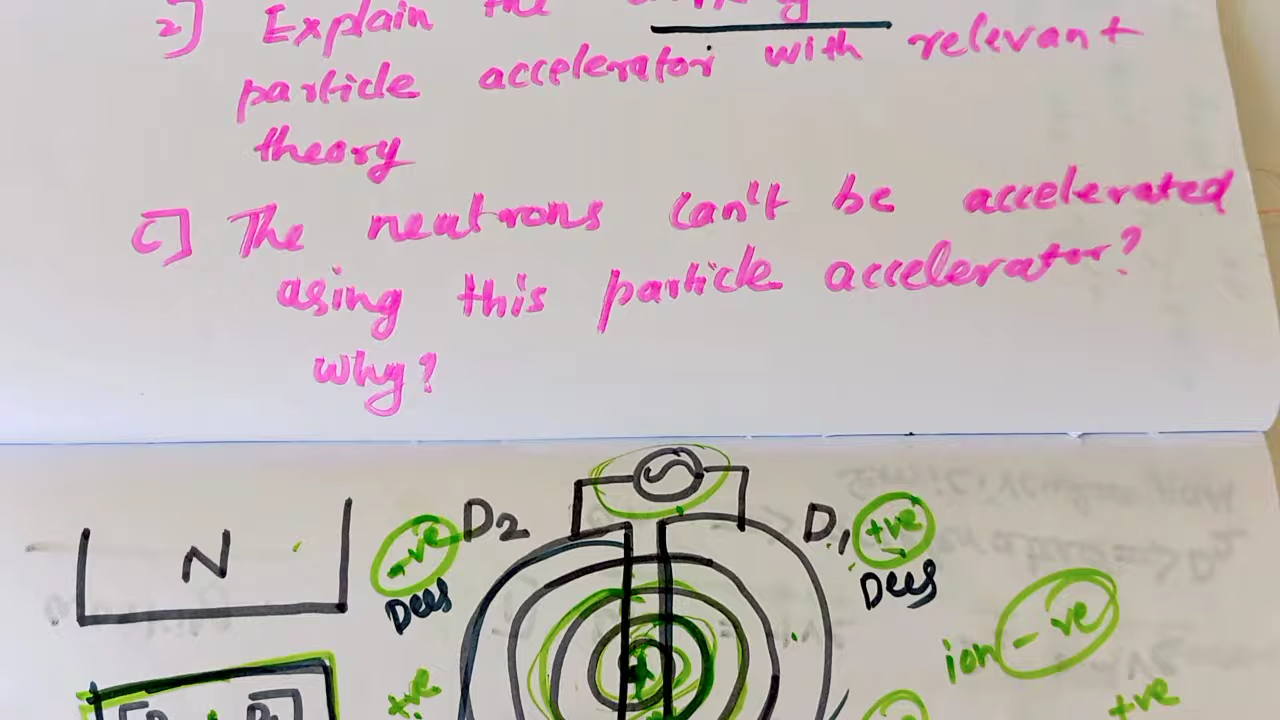 2] Explain the
particle accelerator with relevant
theory
C] The neutrons can't be accelerated
using this particle accelerator?
why?
N
-ve D2
Dees
D1 +ve
Dees
ion -ve
+ve
+ve